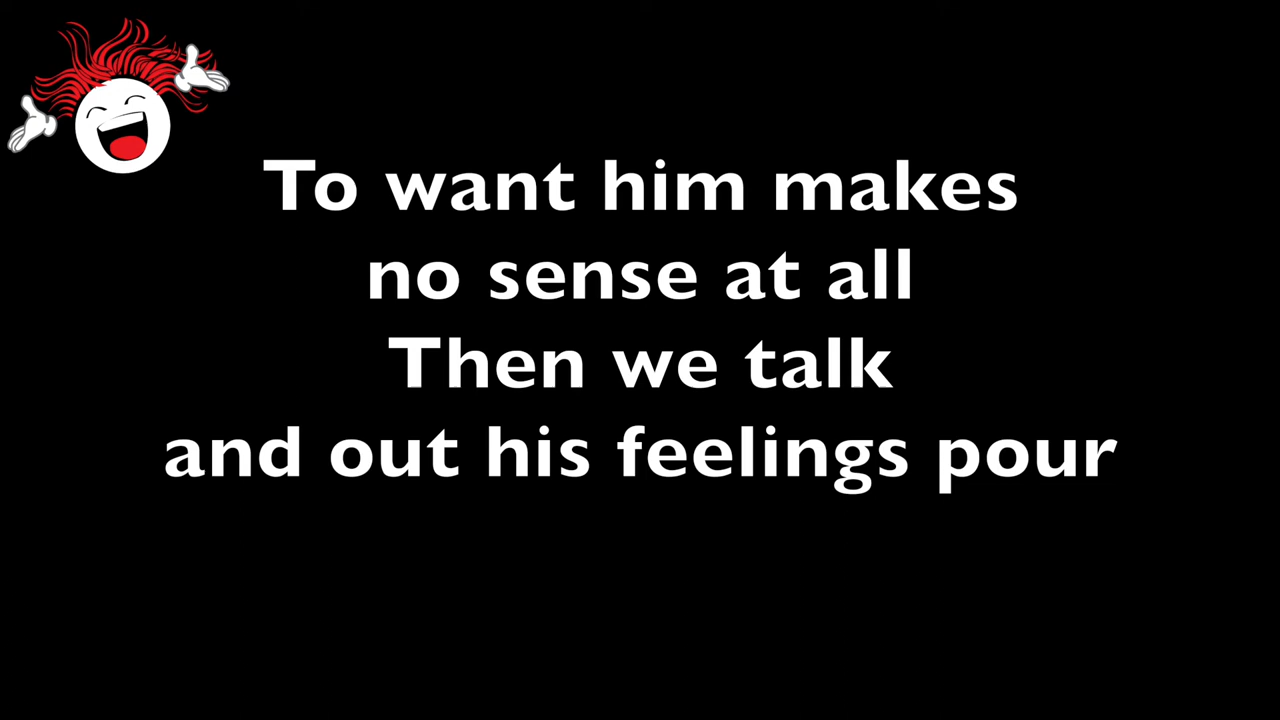 To want him makes
no sense at all
Then we talk
and out his feelings pour